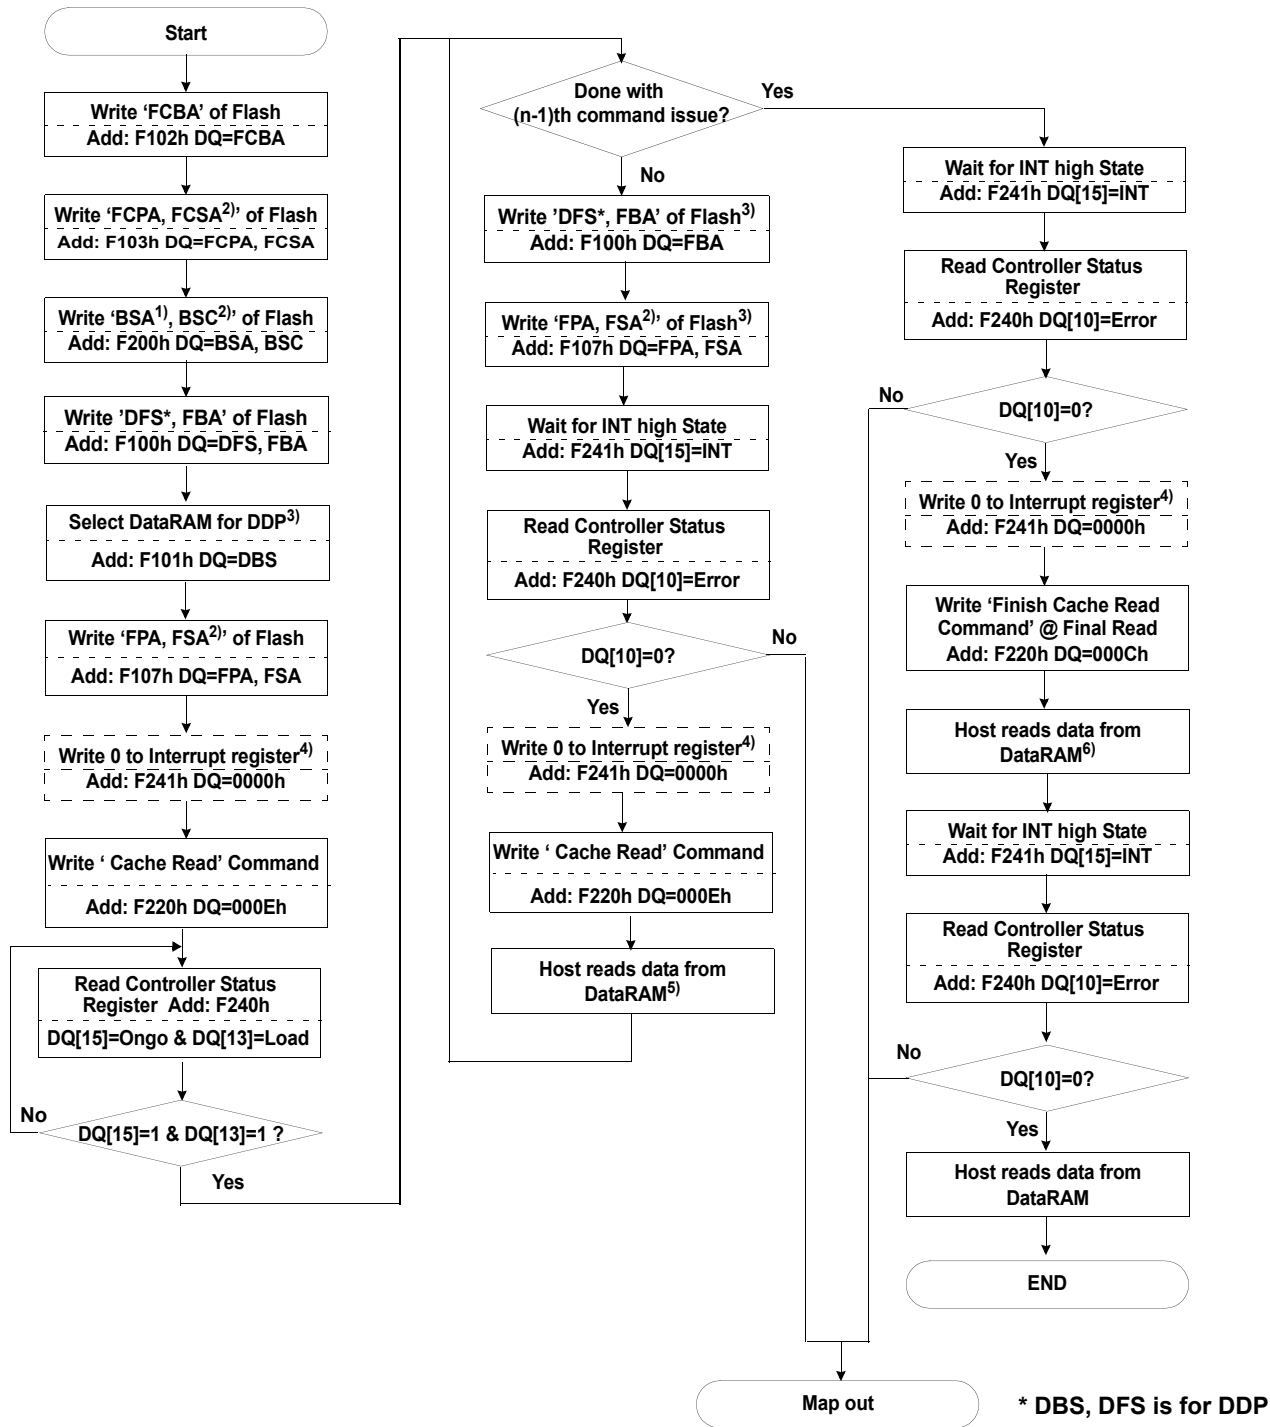 Start
Write ‘FCBA’ of Flash
Add: F102h DQ=FCBA
Write ‘FCPA, FCSA2)’ of Flash
Add: F103h DQ=FCPA, FCSA
Write ‘BSA1), BSC2)’ of Flash
Add: F200h DQ=BSA, BSC
Write ’DFS*, FBA’ of Flash
Add: F100h DQ=DFS, FBA
Select DataRAM for DDP3)
Add: F101h DQ=DBS
Write ‘FPA, FSA2)’ of Flash
Add: F107h DQ=FPA, FSA
Write 0 to Interrupt register4)
Add: F241h DQ=0000h
Write ‘ Cache Read’ Command
Add: F220h DQ=000Eh
Read Controller Status
Register Add: F240h
DQ[15]=Ongo & DQ[13]=Load
No
DQ[15]=1 & DQ[13]=1 ?
Yes
Done with
(n-1)th command issue?
Yes
No
Write ’DFS*, FBA’ of Flash3)
Add: F100h DQ=FBA
Write ‘FPA, FSA2)’ of Flash3)
Add: F107h DQ=FPA, FSA
Wait for INT high State
Add: F241h DQ[15]=INT
Read Controller Status
Register
Add: F240h DQ[10]=Error
No
DQ[10]=0?
Yes
Write 0 to Interrupt register4)
Add: F241h DQ=0000h
Write ‘ Cache Read’ Command
Add: F220h DQ=000Eh
Host reads data from
DataRAM5)
Wait for INT high State
Add: F241h DQ[15]=INT
Read Controller Status
Register
Add: F240h DQ[10]=Error
No
DQ[10]=0?
Yes
Write 0 to Interrupt register4)
Add: F241h DQ=0000h
Write ‘Finish Cache Read
Command’ @ Final Read
Add: F220h DQ=000Ch
Host reads data from
DataRAM6)
Wait for INT high State
Add: F241h DQ[15]=INT
Read Controller Status
Register
Add: F240h DQ[10]=Error
No
DQ[10]=0?
Yes
Host reads data from
DataRAM
END
Map out
* DBS, DFS is for DDP